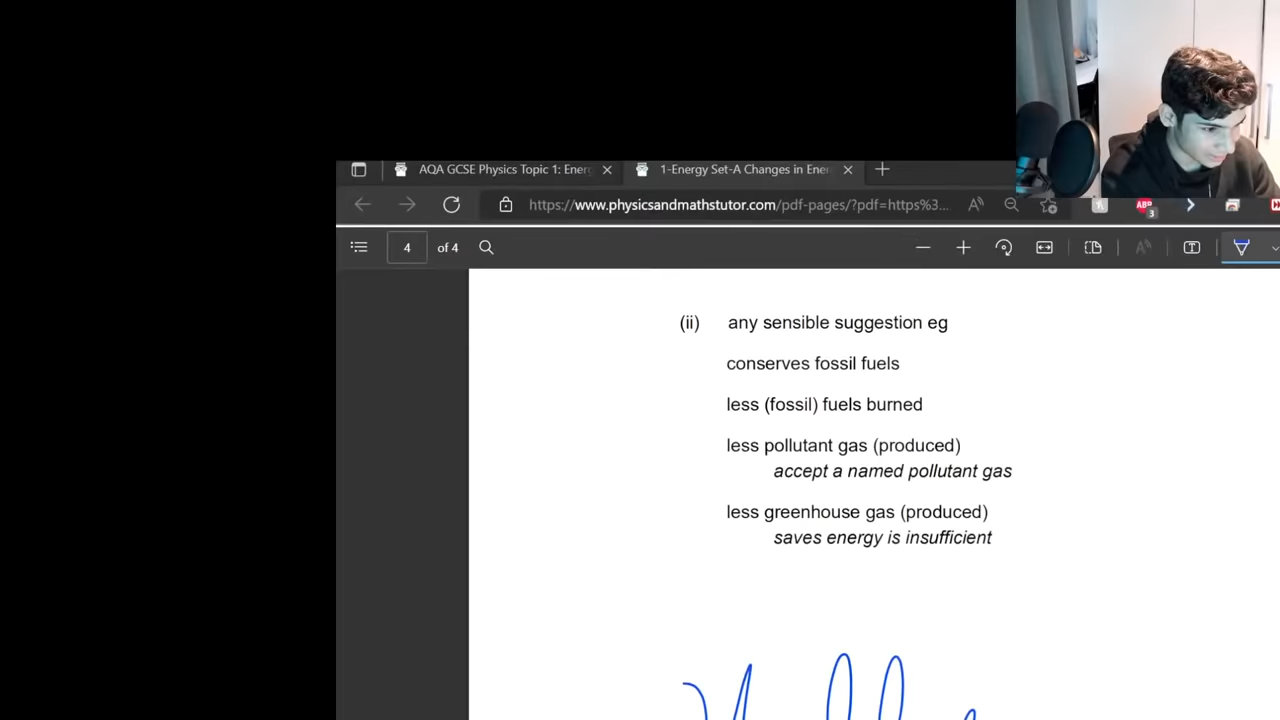 AQA GCSE Physics Topic 1: Ener
1-Energy Set-A Changes in Ener
https://www.physicsandmathstutor.com/pdf-pages/?pdf=https%3...
ABP
3
4 of 4
(ii) any sensible suggestion eg
conserves fossil fuels
less (fossil) fuels burned
less pollutant gas (produced)
accept a named pollutant gas
less greenhouse gas (produced)
saves energy is insufficient